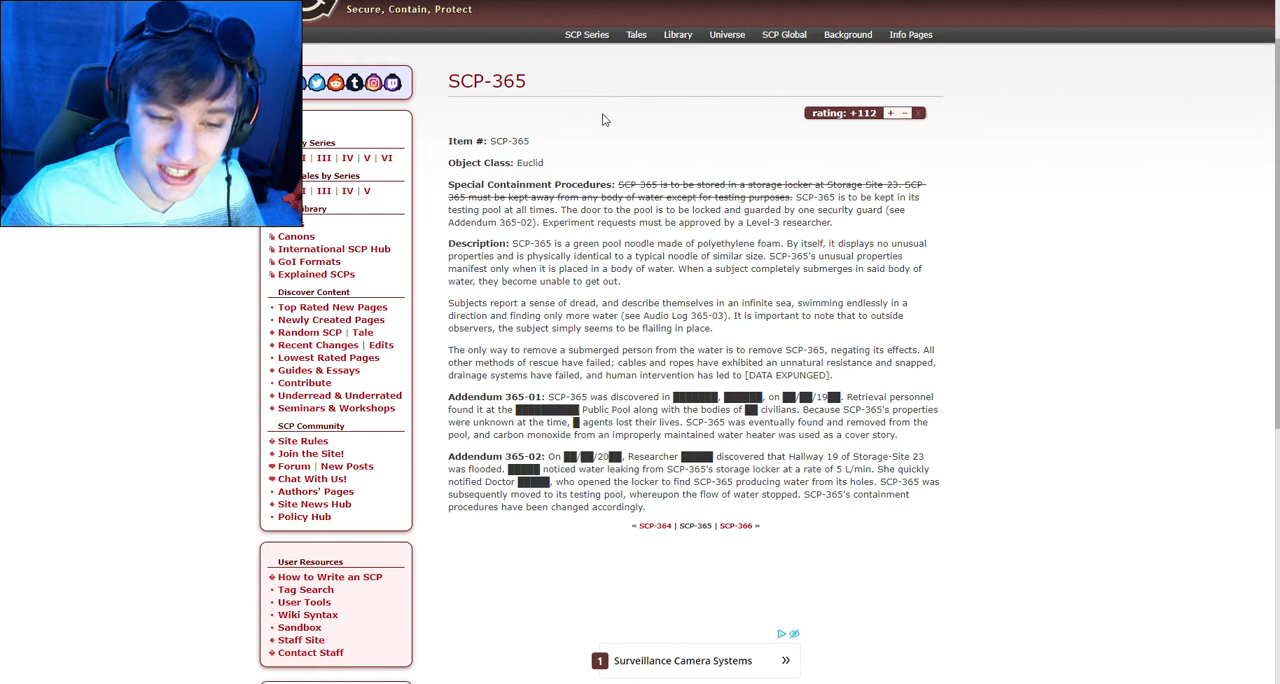 Secure, Contain, Protect
SCP Series Tales Library Universe SCP Global Background Info Pages
y Series
I | III | IV | V | VI
ales by Series
I | III | IV | V
ibrary
Canons
International SCP Hub
GoI Formats
Explained SCPs
Discover Content
Top Rated New Pages
Newly Created Pages
Random SCP | Tale
Recent Changes | Edits
Lowest Rated Pages
Guides & Essays
Contribute
Underread & Underrated
Seminars & Workshops
SCP Community
Site Rules
Join the Site!
Forum | New Posts
Chat With Us!
Authors' Pages
Site News Hub
Policy Hub
User Resources
How to Write an SCP
Tag Search
User Tools
Wiki Syntax
Sandbox
Staff Site
Contact Staff
SCP-365
rating: +112 + − X
Item #: SCP-365
Object Class: Euclid
Special Containment Procedures: SCP-365 is to be stored in a storage locker at Storage Site 23. SCP-
365 must be kept away from any body of water except for testing purposes. SCP-365 is to be kept in its
testing pool at all times. The door to the pool is to be locked and guarded by one security guard (see
Addendum 365-02). Experiment requests must be approved by a Level-3 researcher.
Description: SCP-365 is a green pool noodle made of polyethylene foam. By itself, it displays no unusual
properties and is physically identical to a typical noodle of similar size. SCP-365's unusual properties
manifest only when it is placed in a body of water. When a subject completely submerges in said body of
water, they become unable to get out.
Subjects report a sense of dread, and describe themselves in an infinite sea, swimming endlessly in a
direction and finding only more water (see Audio Log 365-03). It is important to note that to outside
observers, the subject simply seems to be flailing in place.
The only way to remove a submerged person from the water is to remove SCP-365, negating its effects. All
other methods of rescue have failed; cables and ropes have exhibited an unnatural resistance and snapped,
drainage systems have failed, and human intervention has led to [DATA EXPUNGED].
Addendum 365-01: SCP-365 was discovered in ███████, ██████, on ██/██/19██. Retrieval personnel
found it at the ██████████ Public Pool along with the bodies of ██ civilians. Because SCP-365's properties
were unknown at the time, █ agents lost their lives. SCP-365 was eventually found and removed from the
pool, and carbon monoxide from an improperly maintained water heater was used as a cover story.
Addendum 365-02: On ██/██/20██, Researcher █████ discovered that Hallway 19 of Storage-Site 23
was flooded. █████ noticed water leaking from SCP-365's storage locker at a rate of 5 L/min. She quickly
notified Doctor █████, who opened the locker to find SCP-365 producing water from its holes. SCP-365 was
subsequently moved to its testing pool, whereupon the flow of water stopped. SCP-365's containment
procedures have been changed accordingly.
« SCP-364 | SCP-365 | SCP-366 »
1 Surveillance Camera Systems »